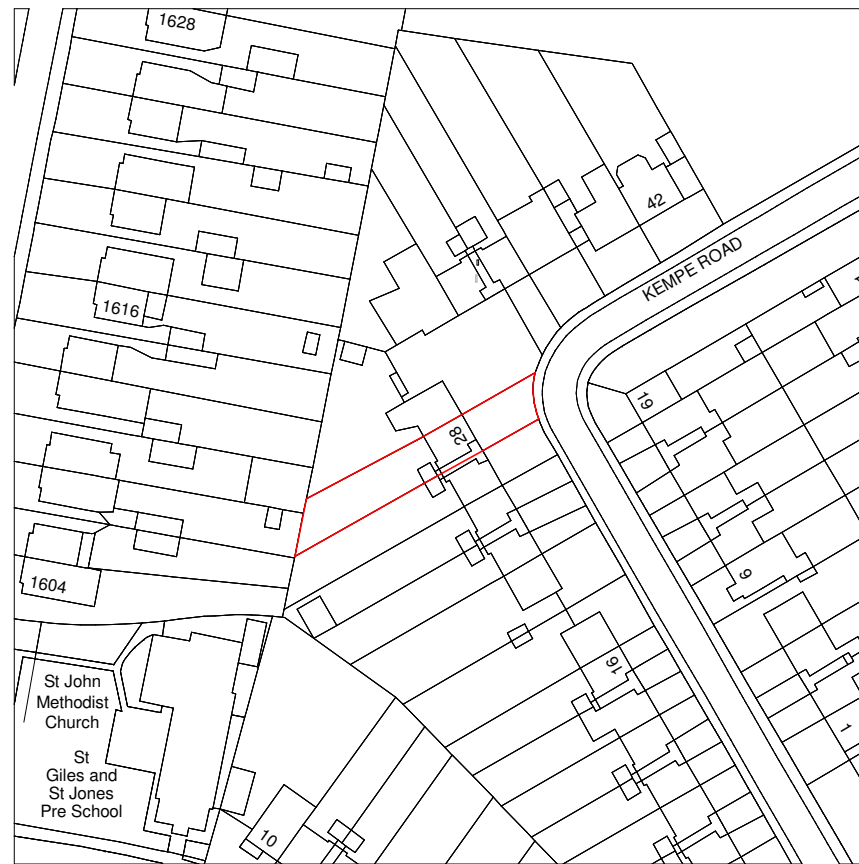 1628
42
KEMPE ROAD
1616
19
28
6
1604
16
St John
Methodist
Church
St
Giles and
St Jones
Pre School
1
10